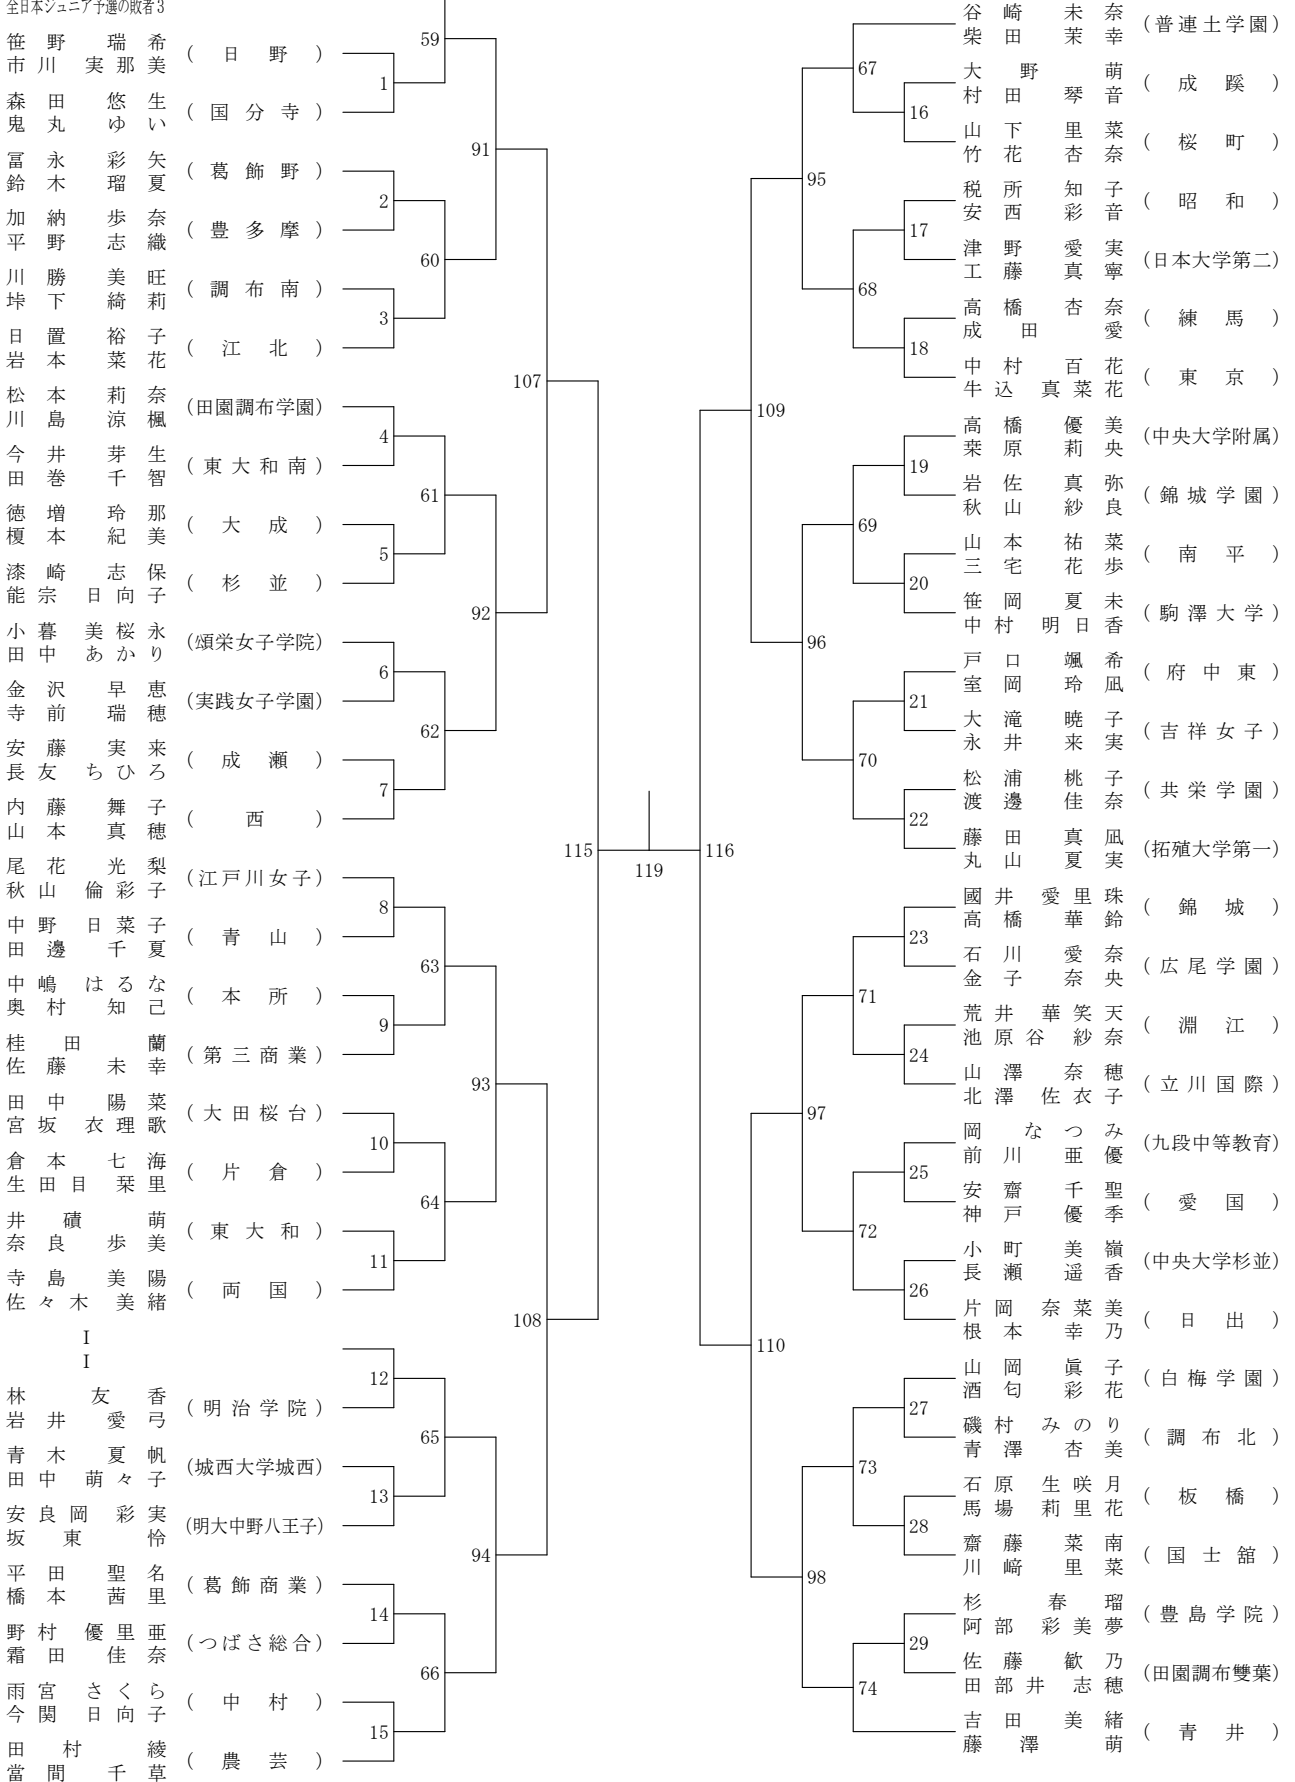 全日本ジュニア予選の敗者3
笹野 瑞希
市川 実那美
(日野)
森田 悠生
鬼丸 ゆい
(国分寺)
冨永 彩矢
鈴木 瑠夏
(葛飾野)
加納 歩奈
平野 志織
(豊多摩)
川勝 美旺
垰下 綺莉
(調布南)
日置 裕子
岩本 菜花
(江北)
松本 莉奈
川島 涼楓
(田園調布学園)
今井 芽生
田巻 千智
(東大和南)
徳増 玲那
榎本 紀美
(大成)
漆崎 志保
能宗 日向子
(杉並)
小暮 美桜永
田中 あかり
(頌栄女子学院)
金沢 早恵
寺前 瑞穂
(実践女子学園)
安藤 実来
長友 ちひろ
(成瀬)
内藤 舞子
山本 真穂
(西)
尾花 光梨
秋山 倫彩子
(江戸川女子)
中野 日菜子
田邊 千夏
(青山)
中嶋 はるな
奥村 知己
(本所)
桂田 蘭
佐藤 未幸
(第三商業)
田中 陽菜
宮坂 衣理歌
(大田桜台)
倉本 七海
生田目 栞里
(片倉)
井磧 萌
奈良 歩美
(東大和)
寺島 美陽
佐々木 美緒
(両国)
I
I
林 友香
岩井 愛弓
(明治学院)
青木 夏帆
田中 萌々子
(城西大学城西)
安良岡 彩実
坂東 怜
(明大中野八王子)
平田 聖名
橋本 茜里
(葛飾商業)
野村 優里亜
霜田 佳奈
(つばさ総合)
雨宮 さくら
今関 日向子
(中村)
田村 綾
當間 千草
(農芸)
1
2
3
4
5
6
7
8
9
10
11
12
13
14
15
59
60
61
62
63
64
65
66
91
92
93
94
107
108
115
119
116
109
110
95
96
97
98
67
68
69
70
71
72
73
74
16
17
18
19
20
21
22
23
24
25
26
27
28
29
谷崎 未奈
柴田 茉幸
(普連土学園)
大野 萌
村田 琴音
(成蹊)
山下 里菜
竹花 杏奈
(桜町)
税所 知子
安西 彩音
(昭和)
津野 愛実
工藤 真寧
(日本大学第二)
高橋 杏奈
成田 愛
(練馬)
中村 百花
牛込 真菜花
(東京)
高橋 優美
桒原 莉央
(中央大学附属)
岩佐 真弥
秋山 紗良
(錦城学園)
山本 祐菜
三宅 花歩
(南平)
笹岡 夏未
中村 明日香
(駒澤大学)
戸口 颯希
室岡 玲凪
(府中東)
大滝 暁子
永井 来実
(吉祥女子)
松浦 桃子
渡邊 佳奈
(共栄学園)
藤田 真凪
丸山 夏実
(拓殖大学第一)
國井 愛里珠
高橋 華鈴
(錦城)
石川 愛奈
金子 奈央
(広尾学園)
荒井 華笑天
池原谷 紗奈
(淵江)
山澤 奈穂
北澤 佐衣子
(立川国際)
岡 なつみ
前川 亜優
(九段中等教育)
安齋 千聖
神戸 優季
(愛国)
小町 美嶺
長瀬 遥香
(中央大学杉並)
片岡 奈菜美
根本 幸乃
(日出)
山岡 眞子
酒匂 彩花
(白梅学園)
磯村 みのり
青澤 杏美
(調布北)
石原 生咲月
馬場 莉里花
(板橋)
齋藤 菜南
川﨑 里菜
(国士舘)
杉 春瑠
阿部 彩美夢
(豊島学院)
佐藤 歓乃
田部井 志穂
(田園調布雙葉)
吉田 美緒
藤澤 萌
(青井)